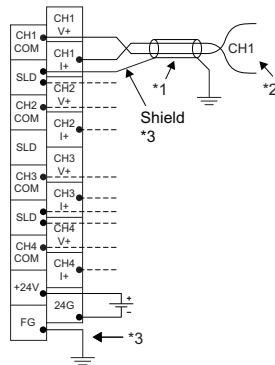 CH1
V+
CH1
COM
CH1
I+
SLD
CH2
V+
CH2
COM
CH2
I+
SLD
CH3
V+
CH3
COM
CH3
I+
SLD
CH4
V+
CH4
COM
CH4
I+
+24V
24G
FG
CH1
*1
*2
Shield
*3
+
-
*3